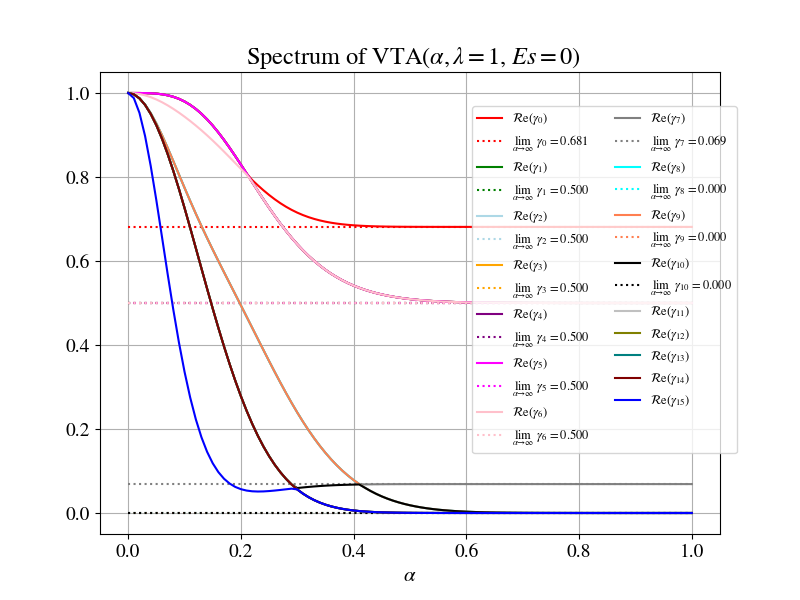 Spectrum of VTA(α, λ = 1, Es = 0)
1.0
0.8
0.6
0.4
0.2
0.0
0.0 0.2 0.4 0.6 0.8 1.0
α
ℛe(γ₀)
lim α→∞ γ₀ = 0.681
ℛe(γ₁)
lim α→∞ γ₁ = 0.500
ℛe(γ₂)
lim α→∞ γ₂ = 0.500
ℛe(γ₃)
lim α→∞ γ₃ = 0.500
ℛe(γ₄)
lim α→∞ γ₄ = 0.500
ℛe(γ₅)
lim α→∞ γ₅ = 0.500
ℛe(γ₆)
lim α→∞ γ₆ = 0.500
ℛe(γ₇)
lim α→∞ γ₇ = 0.069
ℛe(γ₈)
lim α→∞ γ₈ = 0.000
ℛe(γ₉)
lim α→∞ γ₉ = 0.000
ℛe(γ₁₀)
lim α→∞ γ₁₀ = 0.000
ℛe(γ₁₁)
ℛe(γ₁₂)
ℛe(γ₁₃)
ℛe(γ₁₄)
ℛe(γ₁₅)